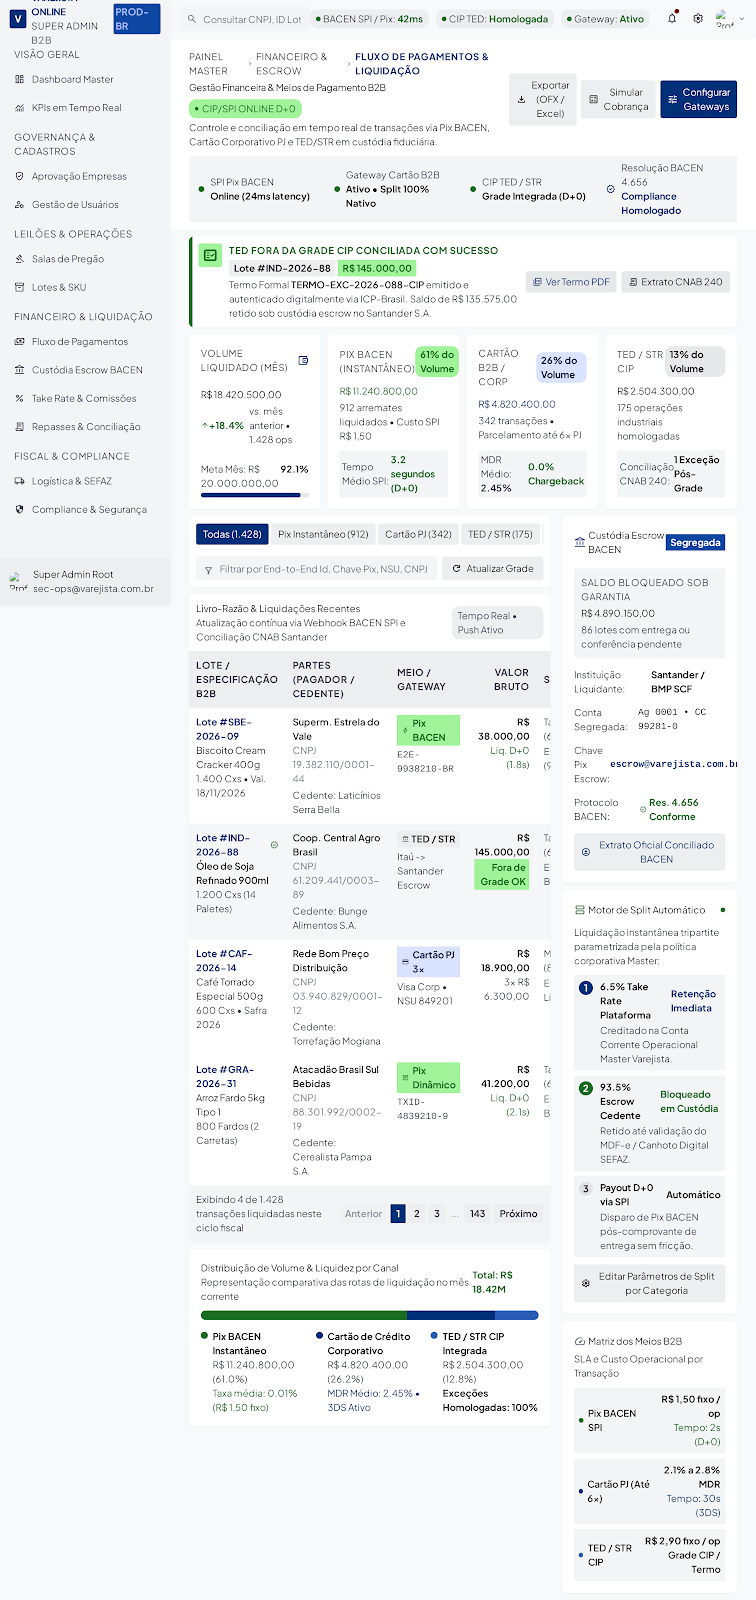 V
ONLINE
SUPER ADMIN
B2B
PROD-
BR
VISÃO GERAL
Dashboard Master
KPIs em Tempo Real
GOVERNANÇA &
CADASTROS
Aprovação Empresas
Gestão de Usuários
LEILÕES & OPERAÇÕES
Salas de Pregão
Lotes & SKU
FINANCEIRO & LIQUIDAÇÃO
Fluxo de Pagamentos
Custódia Escrow BACEN
Take Rate & Comissões
Repasses & Conciliação
FISCAL & COMPLIANCE
Logística & SEFAZ
Compliance & Segurança
Super Admin Root
sec-ops@varejista.com.br
Consultar CNPJ, ID Lot
• BACEN SPI / Pix: 42ms
• CIP TED: Homologada
• Gateway: Ativo
PAINEL
MASTER
›
FINANCEIRO &
ESCROW
›
FLUXO DE PAGAMENTOS &
LIQUIDAÇÃO
Gestão Financeira & Meios de Pagamento B2B
• CIP/SPI ONLINE D+0
Controle e conciliação em tempo real de transações via Pix BACEN,
Cartão Corporativo PJ e TED/STR em custódia fiduciária.
Exportar
(OFX /
Excel)
Simular
Cobrança
Configurar
Gateways
SPI Pix BACEN
Online (24ms latency)
Gateway Cartão B2B
Ativo • Split 100%
Nativo
CIP TED / STR
Grade Integrada (D+0)
Resolução BACEN
4.656
Compliance
Homologado
TED FORA DA GRADE CIP CONCILIADA COM SUCESSO
Lote #IND-2026-88
R$ 145.000,00
Termo Formal TERMO-EXC-2026-088-CIP emitido e
autenticado digitalmente via ICP-Brasil. Saldo de R$ 135.575,00
retido sob custódia escrow no Santander S.A.
Ver Termo PDF
Extrato CNAB 240
VOLUME
LIQUIDADO (MÊS)
R$ 18.420.500,00
+18.4%
vs. mês
anterior •
1.428 ops
Meta Mês: R$
20.000.000,00
92.1%
PIX BACEN
(INSTANTÂNEO)
61% do
Volume
R$ 11.240.800,00
912 arremates
liquidados • Custo SPI
R$ 1,50
Tempo
Médio SPI:
3.2
segundos
(D+0)
CARTÃO
B2B /
CORP
26% do
Volume
R$ 4.820.400,00
342 transações •
Parcelamento até 6x PJ
MDR
Médio:
2.45%
0.0%
Chargeback
TED / STR
CIP
13% do
Volume
R$ 2.504.300,00
175 operações
industriais
homologadas
Conciliação
CNAB 240:
1 Exceção
Pós-
Grade
Todas (1.428)
Pix Instantâneo (912)
Cartão PJ (342)
TED / STR (175)
Filtrar por End-to-End Id, Chave Pix, NSU, CNPJ
Atualizar Grade
Livro-Razão & Liquidações Recentes
Atualização contínua via Webhook BACEN SPI e
Conciliação CNAB Santander
Tempo Real •
Push Ativo
LOTE /
ESPECIFICAÇÃO
B2B
PARTES
(PAGADOR /
CEDENTE)
MEIO /
GATEWAY
VALOR
BRUTO
S
Lote #SBE-
2026-09
Biscoito Cream
Cracker 400g
1.400 Cxs • Val.
18/11/2026
Superm. Estrela do
Vale
CNPJ
19.382.110/0001-
44
Cedente: Laticínios
Serra Bella
Pix
BACEN
E2E-
9938210-BR
R$
38.000,00
Liq. D+0
(1.8s)
Lote #IND-
2026-88
Óleo de Soja
Refinado 900ml
1.200 Cxs (14
Paletes)
Coop. Central Agro
Brasil
CNPJ
61.209.441/0003-
89
Cedente: Bunge
Alimentos S.A.
TED / STR
Itaú ->
Santander
Escrow
R$
145.000,00
Fora de
Grade OK
Lote #CAF-
2026-14
Café Torrado
Especial 500g
600 Cxs • Safra
2026
Rede Bom Preço
Distribuição
CNPJ
03.940.829/0001-
12
Cedente:
Torrefação Mogiana
Cartão PJ
3x
Visa Corp •
NSU 849201
R$
18.900,00
3x R$
6.300,00
Lote #GRA-
2026-31
Arroz Fardo 5kg
Tipo 1
800 Fardos (2
Carretas)
Atacadão Brasil Sul
Bebidas
CNPJ
88.301.992/0002-
19
Cedente:
Cerealista Pampa
S.A.
Pix
Dinâmico
TXID-
4839210-9
R$
41.200,00
Liq. D+0
(2.1s)
Exibindo 4 de 1.428
transações liquidadas neste
ciclo fiscal
Anterior
1
2
3
...
143
Próximo
Distribuição de Volume & Liquidez por Canal
Representação comparativa das rotas de liquidação no mês
corrente
Total: R$
18.42M
Pix BACEN
Instantâneo
R$ 11.240.800,00
(61.0%)
Taxa média: 0.01%
(R$ 1,50 fixo)
Cartão de Crédito
Corporativo
R$ 4.820.400,00
(26.2%)
MDR Médio: 2.45% •
3DS Ativo
TED / STR CIP
Integrada
R$ 2.504.300,00
(12.8%)
Exceções
Homologadas: 100%
Custódia Escrow
BACEN
Segregada
SALDO BLOQUEADO SOB
GARANTIA
R$ 4.890.150,00
86 lotes com entrega ou
conferência pendente
Instituição
Liquidante:
Santander /
BMP SCF
Conta
Segregada:
Ag 0001 • CC
99281-0
Chave
Pix
Escrow:
escrow@varejista.com.br
Protocolo
BACEN:
Res. 4.656
Conforme
Extrato Oficial Conciliado
BACEN
Motor de Split Automático
Liquidação instantânea tripartite
parametrizada pela política
corporativa Master:
1
6.5% Take
Rate
Plataforma
Retenção
Imediata
Creditado na Conta
Corrente Operacional
Master Varejista.
2
93.5%
Escrow
Cedente
Bloqueado
em Custódia
Retido até validação do
MDF-e / Canhoto Digital
SEFAZ.
3
Payout D+0
via SPI
Automático
Disparo de Pix BACEN
pós-comprovante de
entrega sem fricção.
Editar Parâmetros de Split
por Categoria
Matriz dos Meios B2B
SLA e Custo Operacional por
Transação
Pix BACEN
SPI
R$ 1,50 fixo /
op
Tempo: 2s
(D+0)
Cartão PJ (Até
6x)
2.1% a 2.8%
MDR
Tempo: 30s
(3DS)
TED / STR
CIP
R$ 2,90 fixo / op
Grade CIP /
Termo